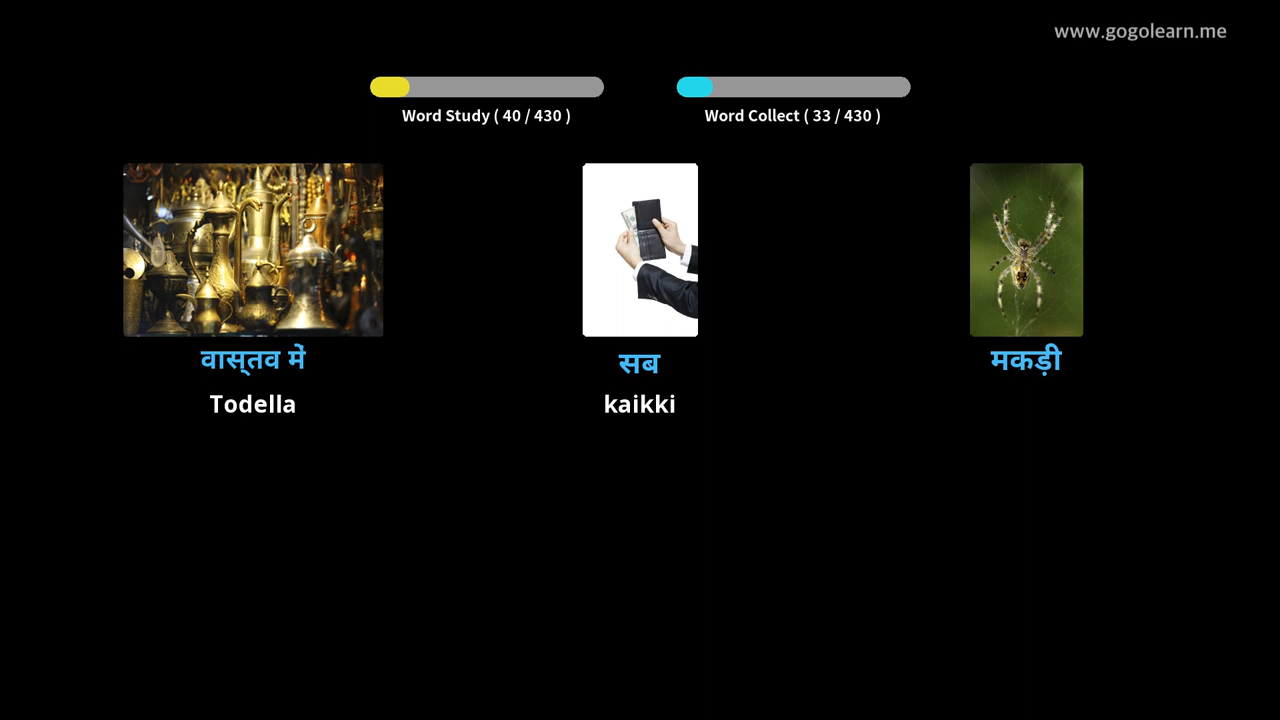 www.gogolearn.me
Word Study ( 40 / 430 )
Word Collect ( 33 / 430 )
वास्तव में
सब
मकड़ी
Todella
kaikki